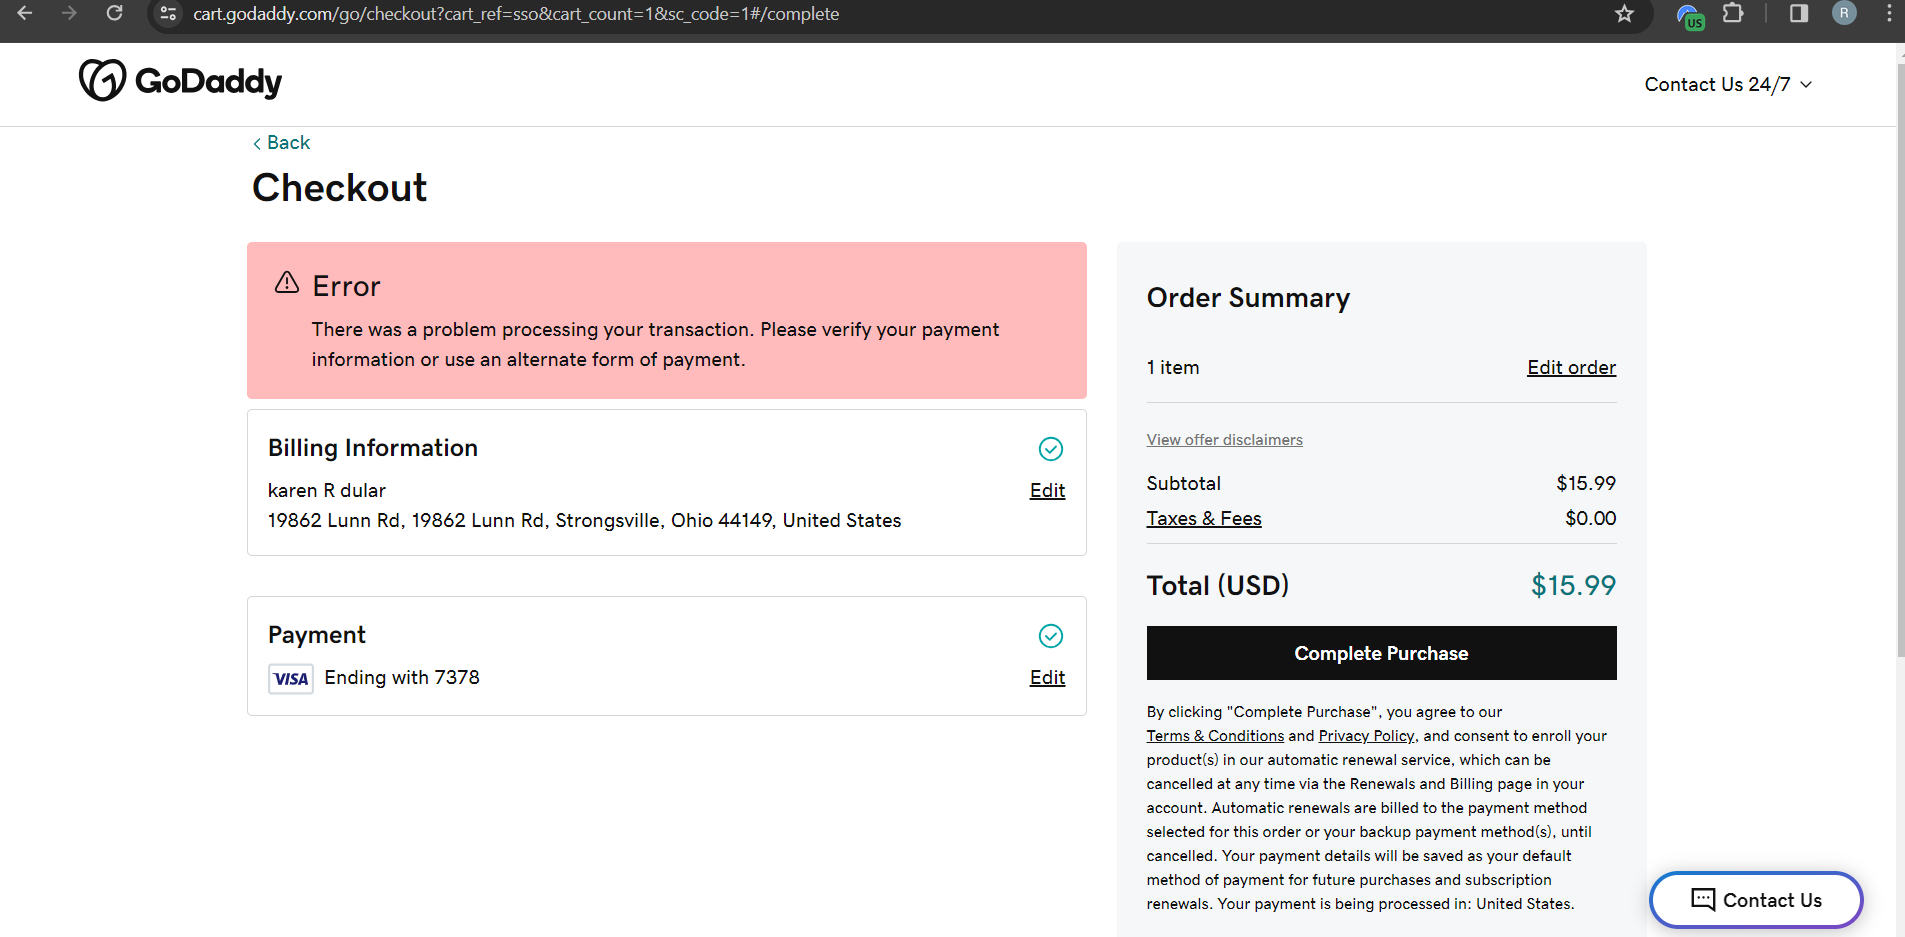 cart.godaddy.com/go/checkout?cart_ref=sso&cart_count=1&sc_code=1#/complete
US
R
GoDaddy
Contact Us 24/7
Back
Checkout
Error
There was a problem processing your transaction. Please verify your payment
information or use an alternate form of payment.
Billing Information
karen R dular
Edit
19862 Lunn Rd, 19862 Lunn Rd, Strongsville, Ohio 44149, United States
Payment
VISA Ending with 7378
Edit
Order Summary
1 item
Edit order
View offer disclaimers
Subtotal $15.99
Taxes & Fees $0.00
Total (USD) $15.99
Complete Purchase
By clicking "Complete Purchase", you agree to our
Terms & Conditions and Privacy Policy, and consent to enroll your
product(s) in our automatic renewal service, which can be
cancelled at any time via the Renewals and Billing page in your
account. Automatic renewals are billed to the payment method
selected for this order or your backup payment method(s), until
cancelled. Your payment details will be saved as your default
method of payment for future purchases and subscription
renewals. Your payment is being processed in: United States.
Contact Us